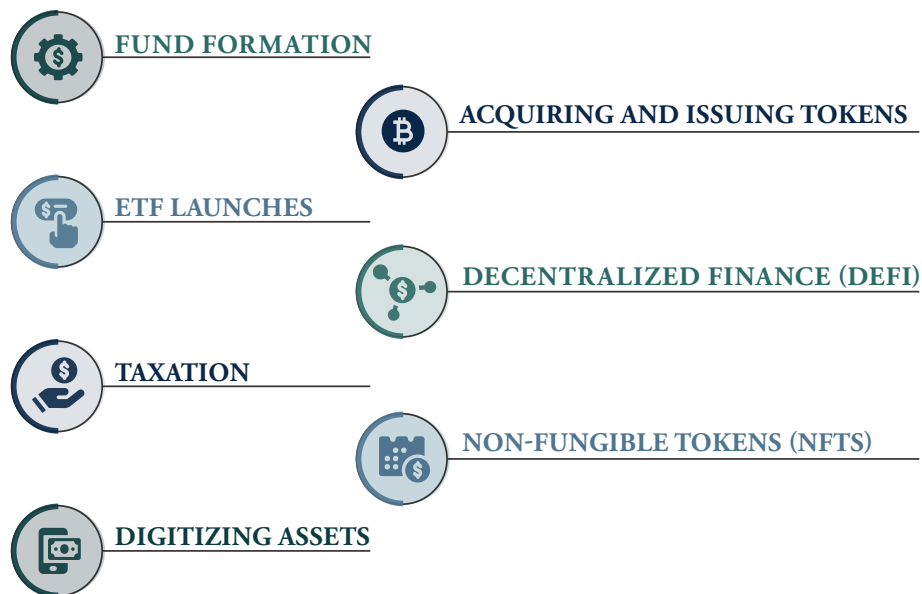 FUND FORMATION
ACQUIRING AND ISSUING TOKENS
ETF LAUNCHES
DECENTRALIZED FINANCE (DEFI)
TAXATION
NON-FUNGIBLE TOKENS (NFTS)
DIGITIZING ASSETS